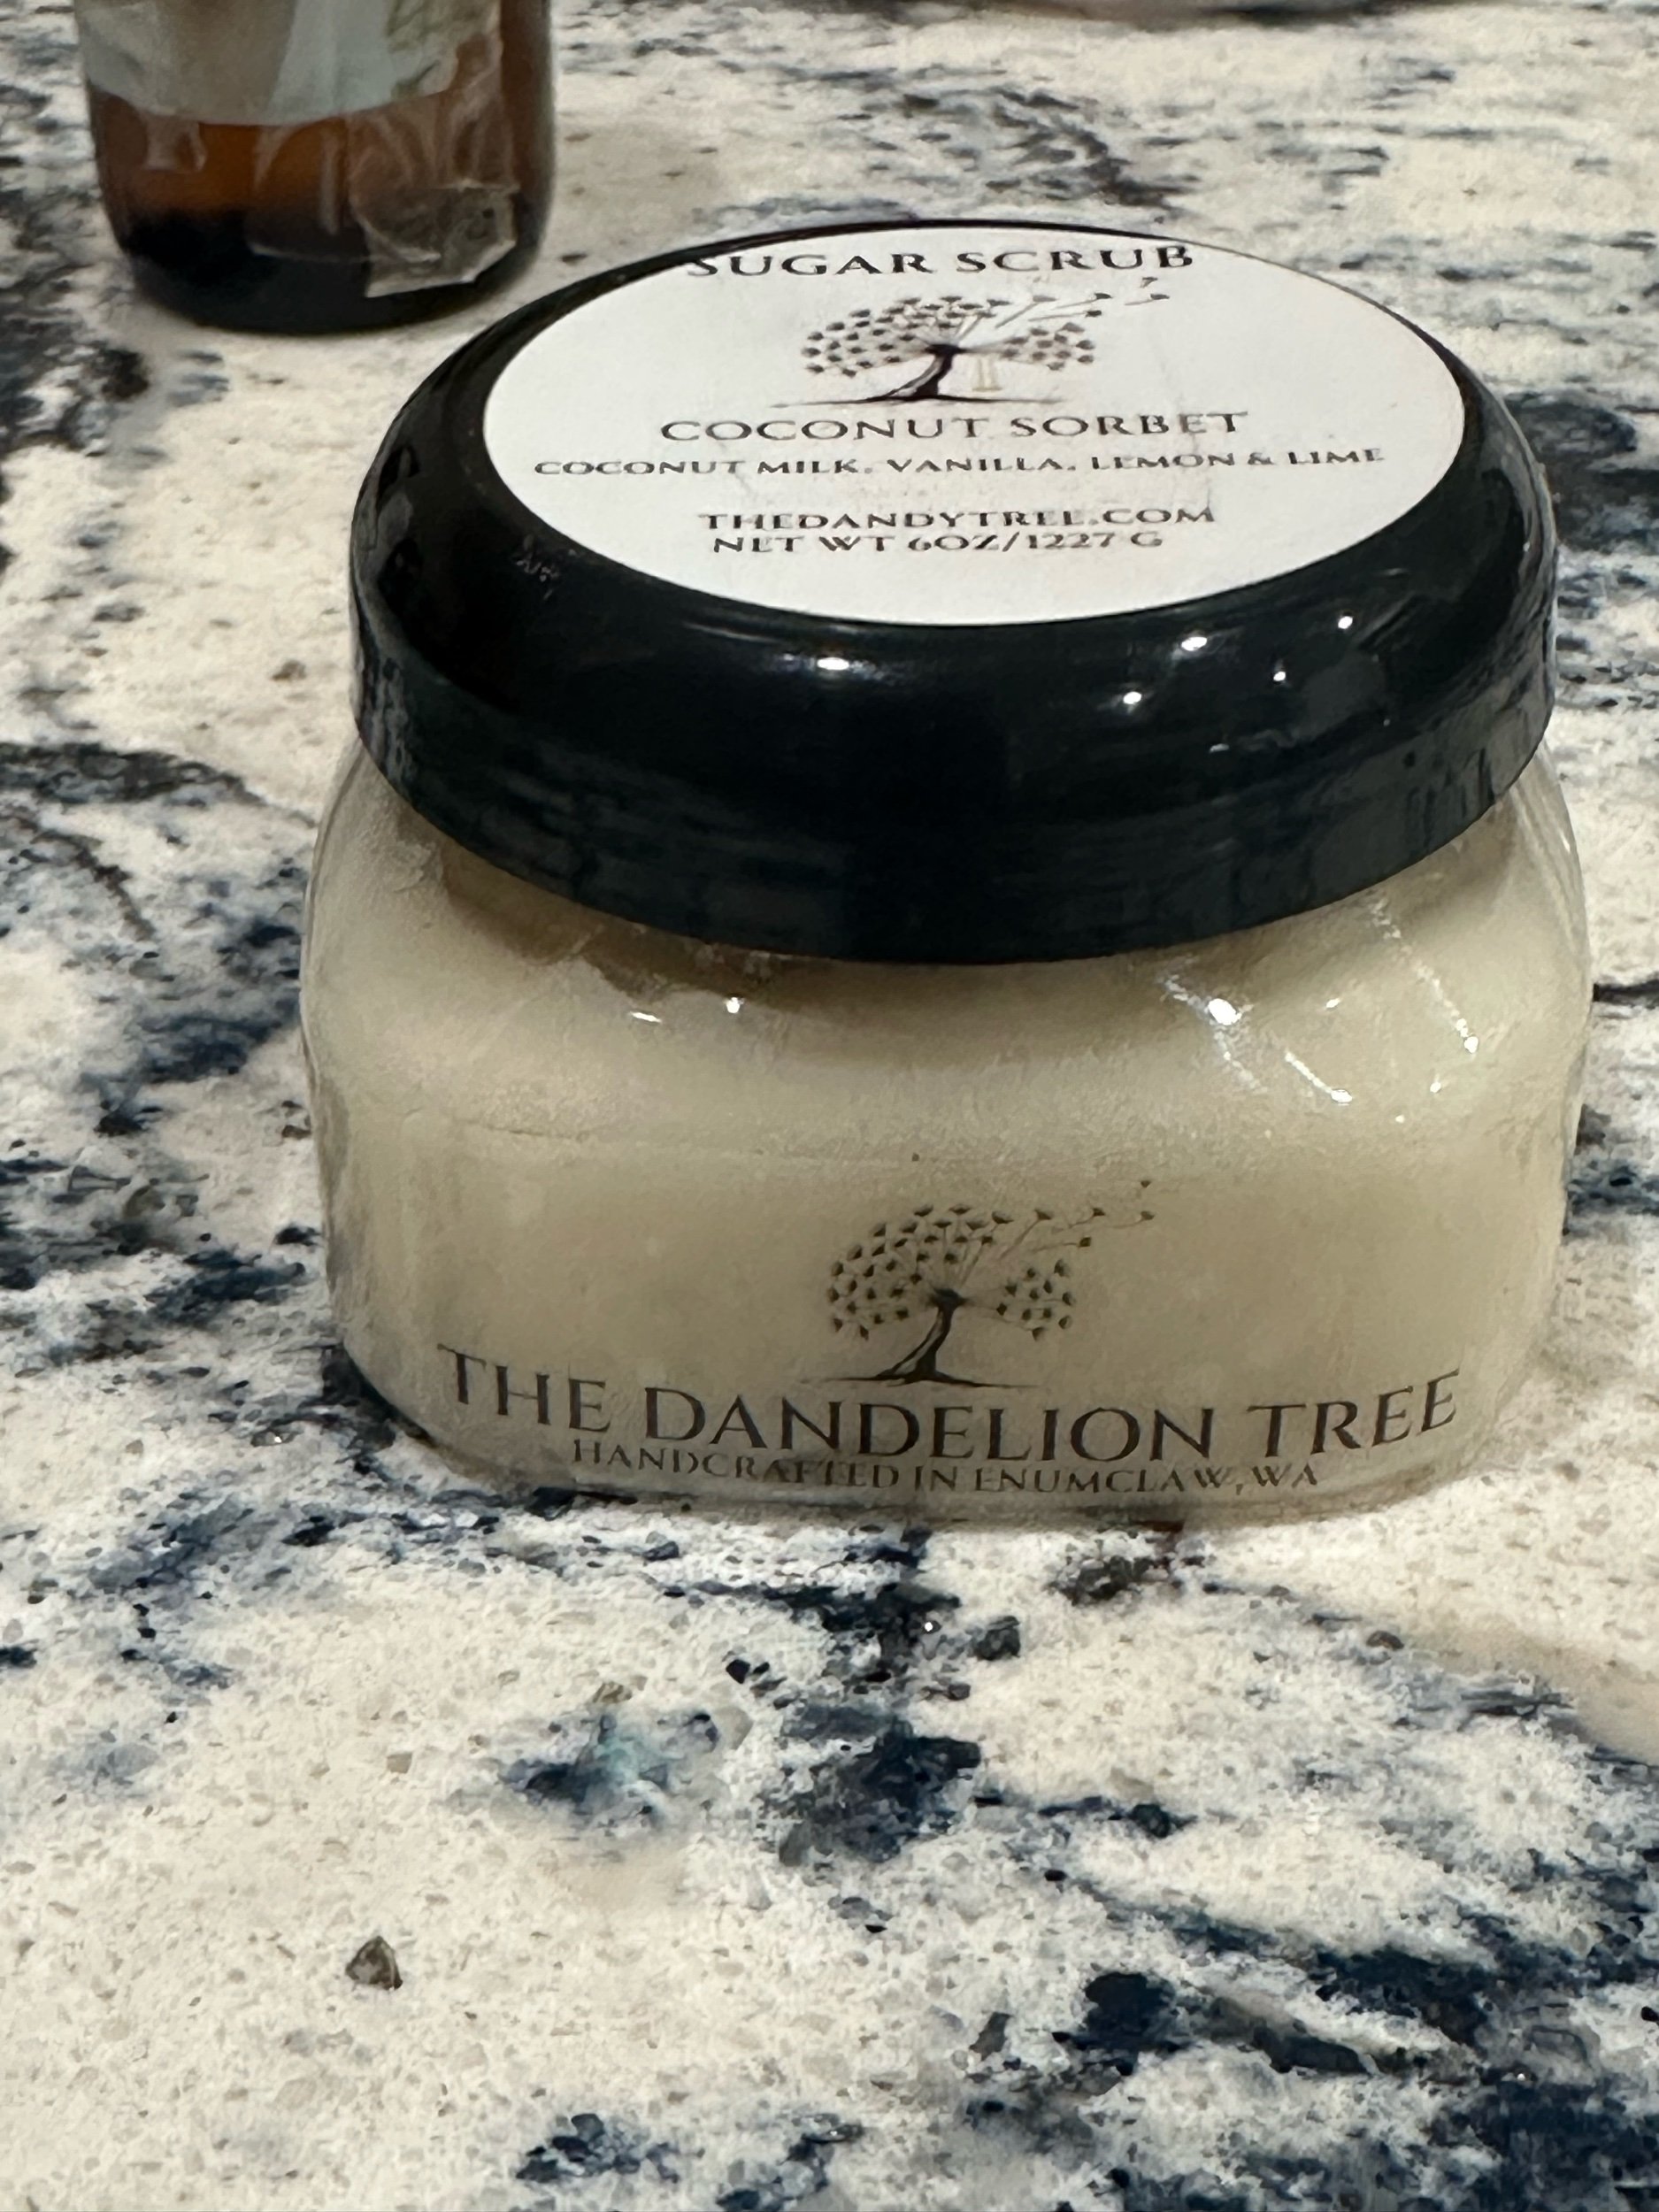 SUGAR SCRUB
COCONUT SORBET
COCONUT MILK, VANILLA, LEMON & LIME
THEDANDYTREE.COM
NET WT 6OZ/1227 G
THE DANDELION TREE
HANDCRAFTED IN ENUMCLAW, WA